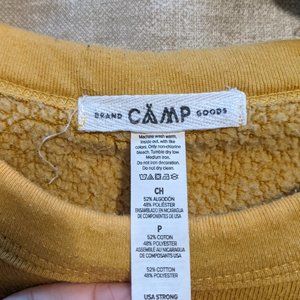 BRAND CAMP GOODS
Machine wash warm,
inside out, with like
colors. Only non-chlorine
bleach. Tumble dry low.
Medium iron.
Do not iron decoration.
Do not dry clean.
CH
52% ALGODÓN
48% POLIÉSTER
ENSAMBLADO EN NICARAGUA
DE COMPONENTES DE USA
P
52% COTTON
48% POLYESTER
ASSEMBLÉ AU NICARAGUA
DE COMPOSANTS DES USA
52% COTTON
48% POLYESTER
USA STRONG